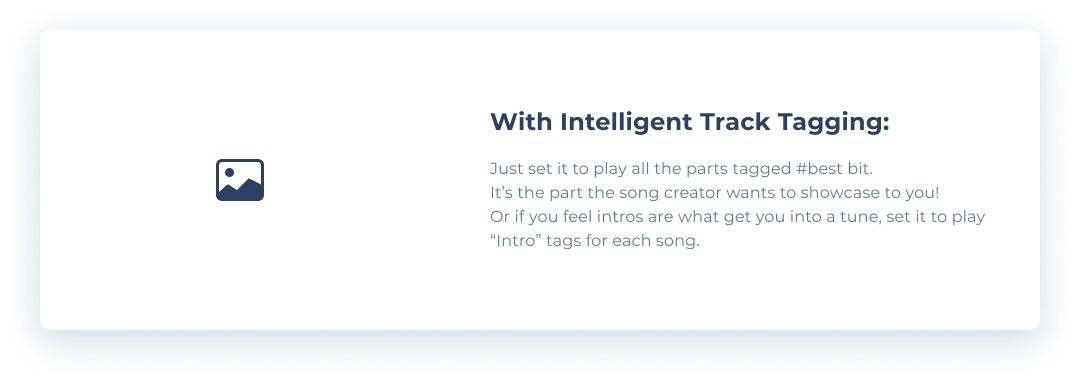 With Intelligent Track Tagging:
Just set it to play all the parts tagged #best bit.
It’s the part the song creator wants to showcase to you!
Or if you feel intros are what get you into a tune, set it to play
“Intro” tags for each song.